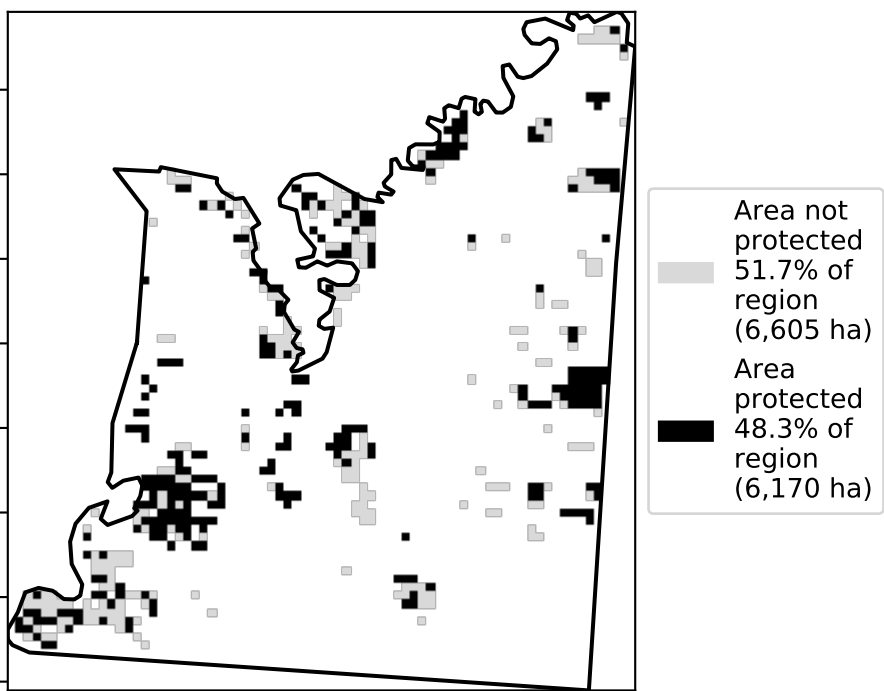 Area not
protected
51.7% of
region
(6,605 ha)
Area
protected
48.3% of
region
(6,170 ha)